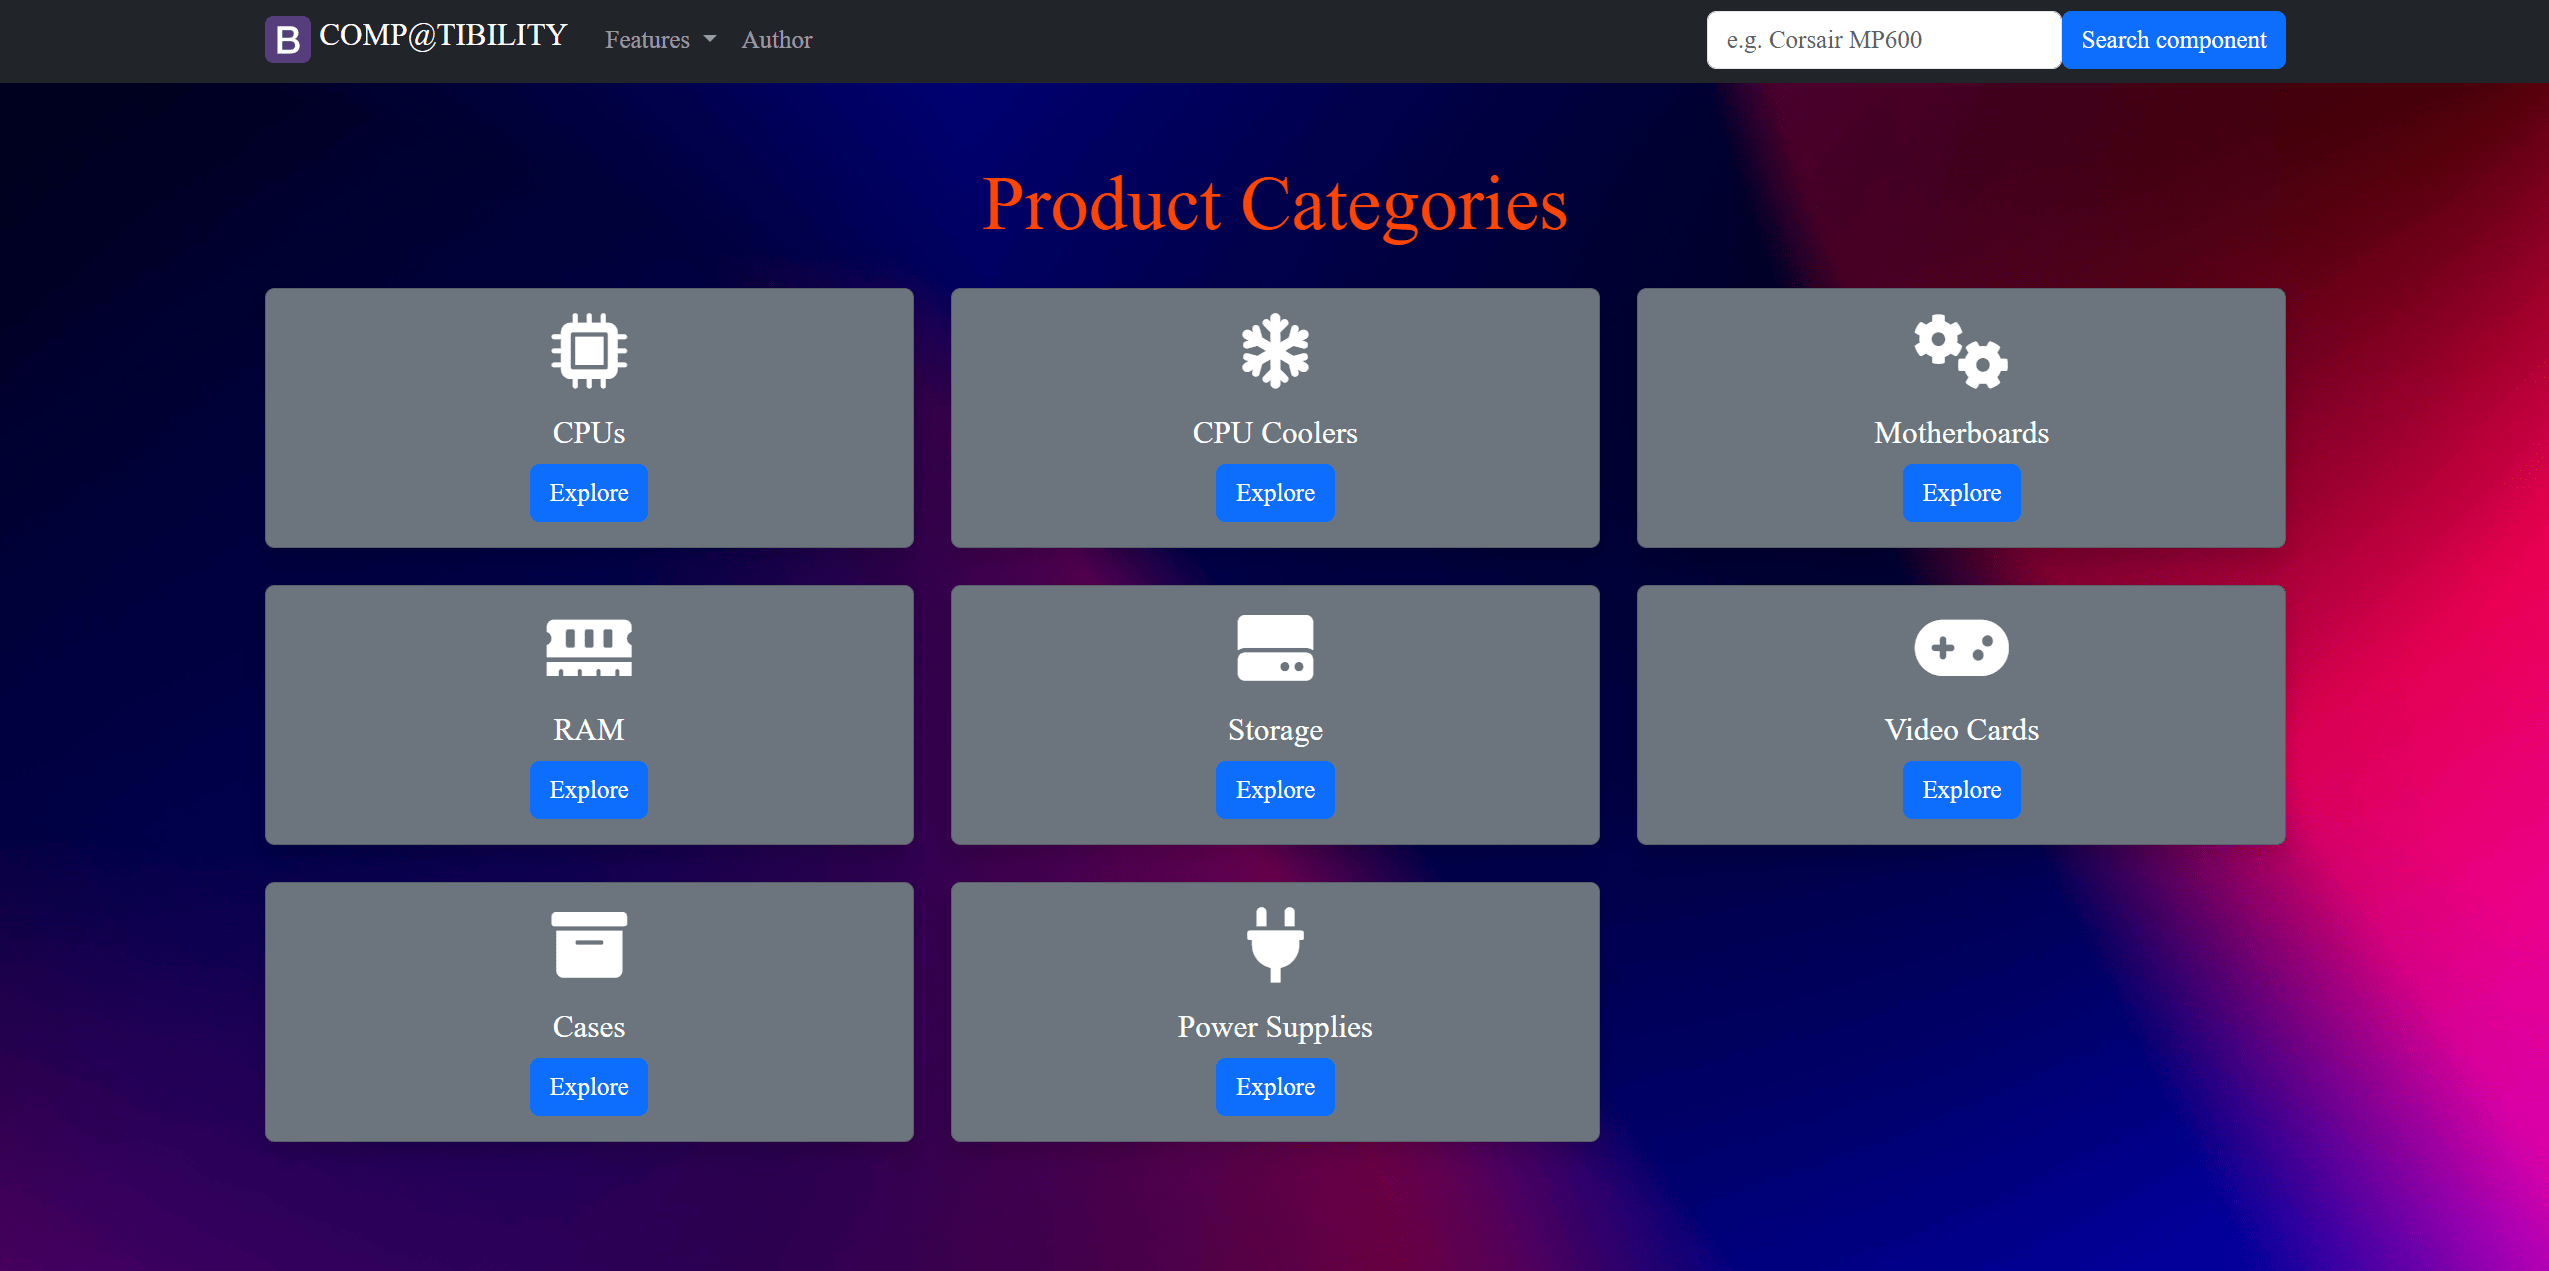 B COMP@TIBILITY Features Author e.g. Corsair MP600 Search component
Product Categories
CPUs
Explore
CPU Coolers
Explore
Motherboards
Explore
RAM
Explore
Storage
Explore
Video Cards
Explore
Cases
Explore
Power Supplies
Explore